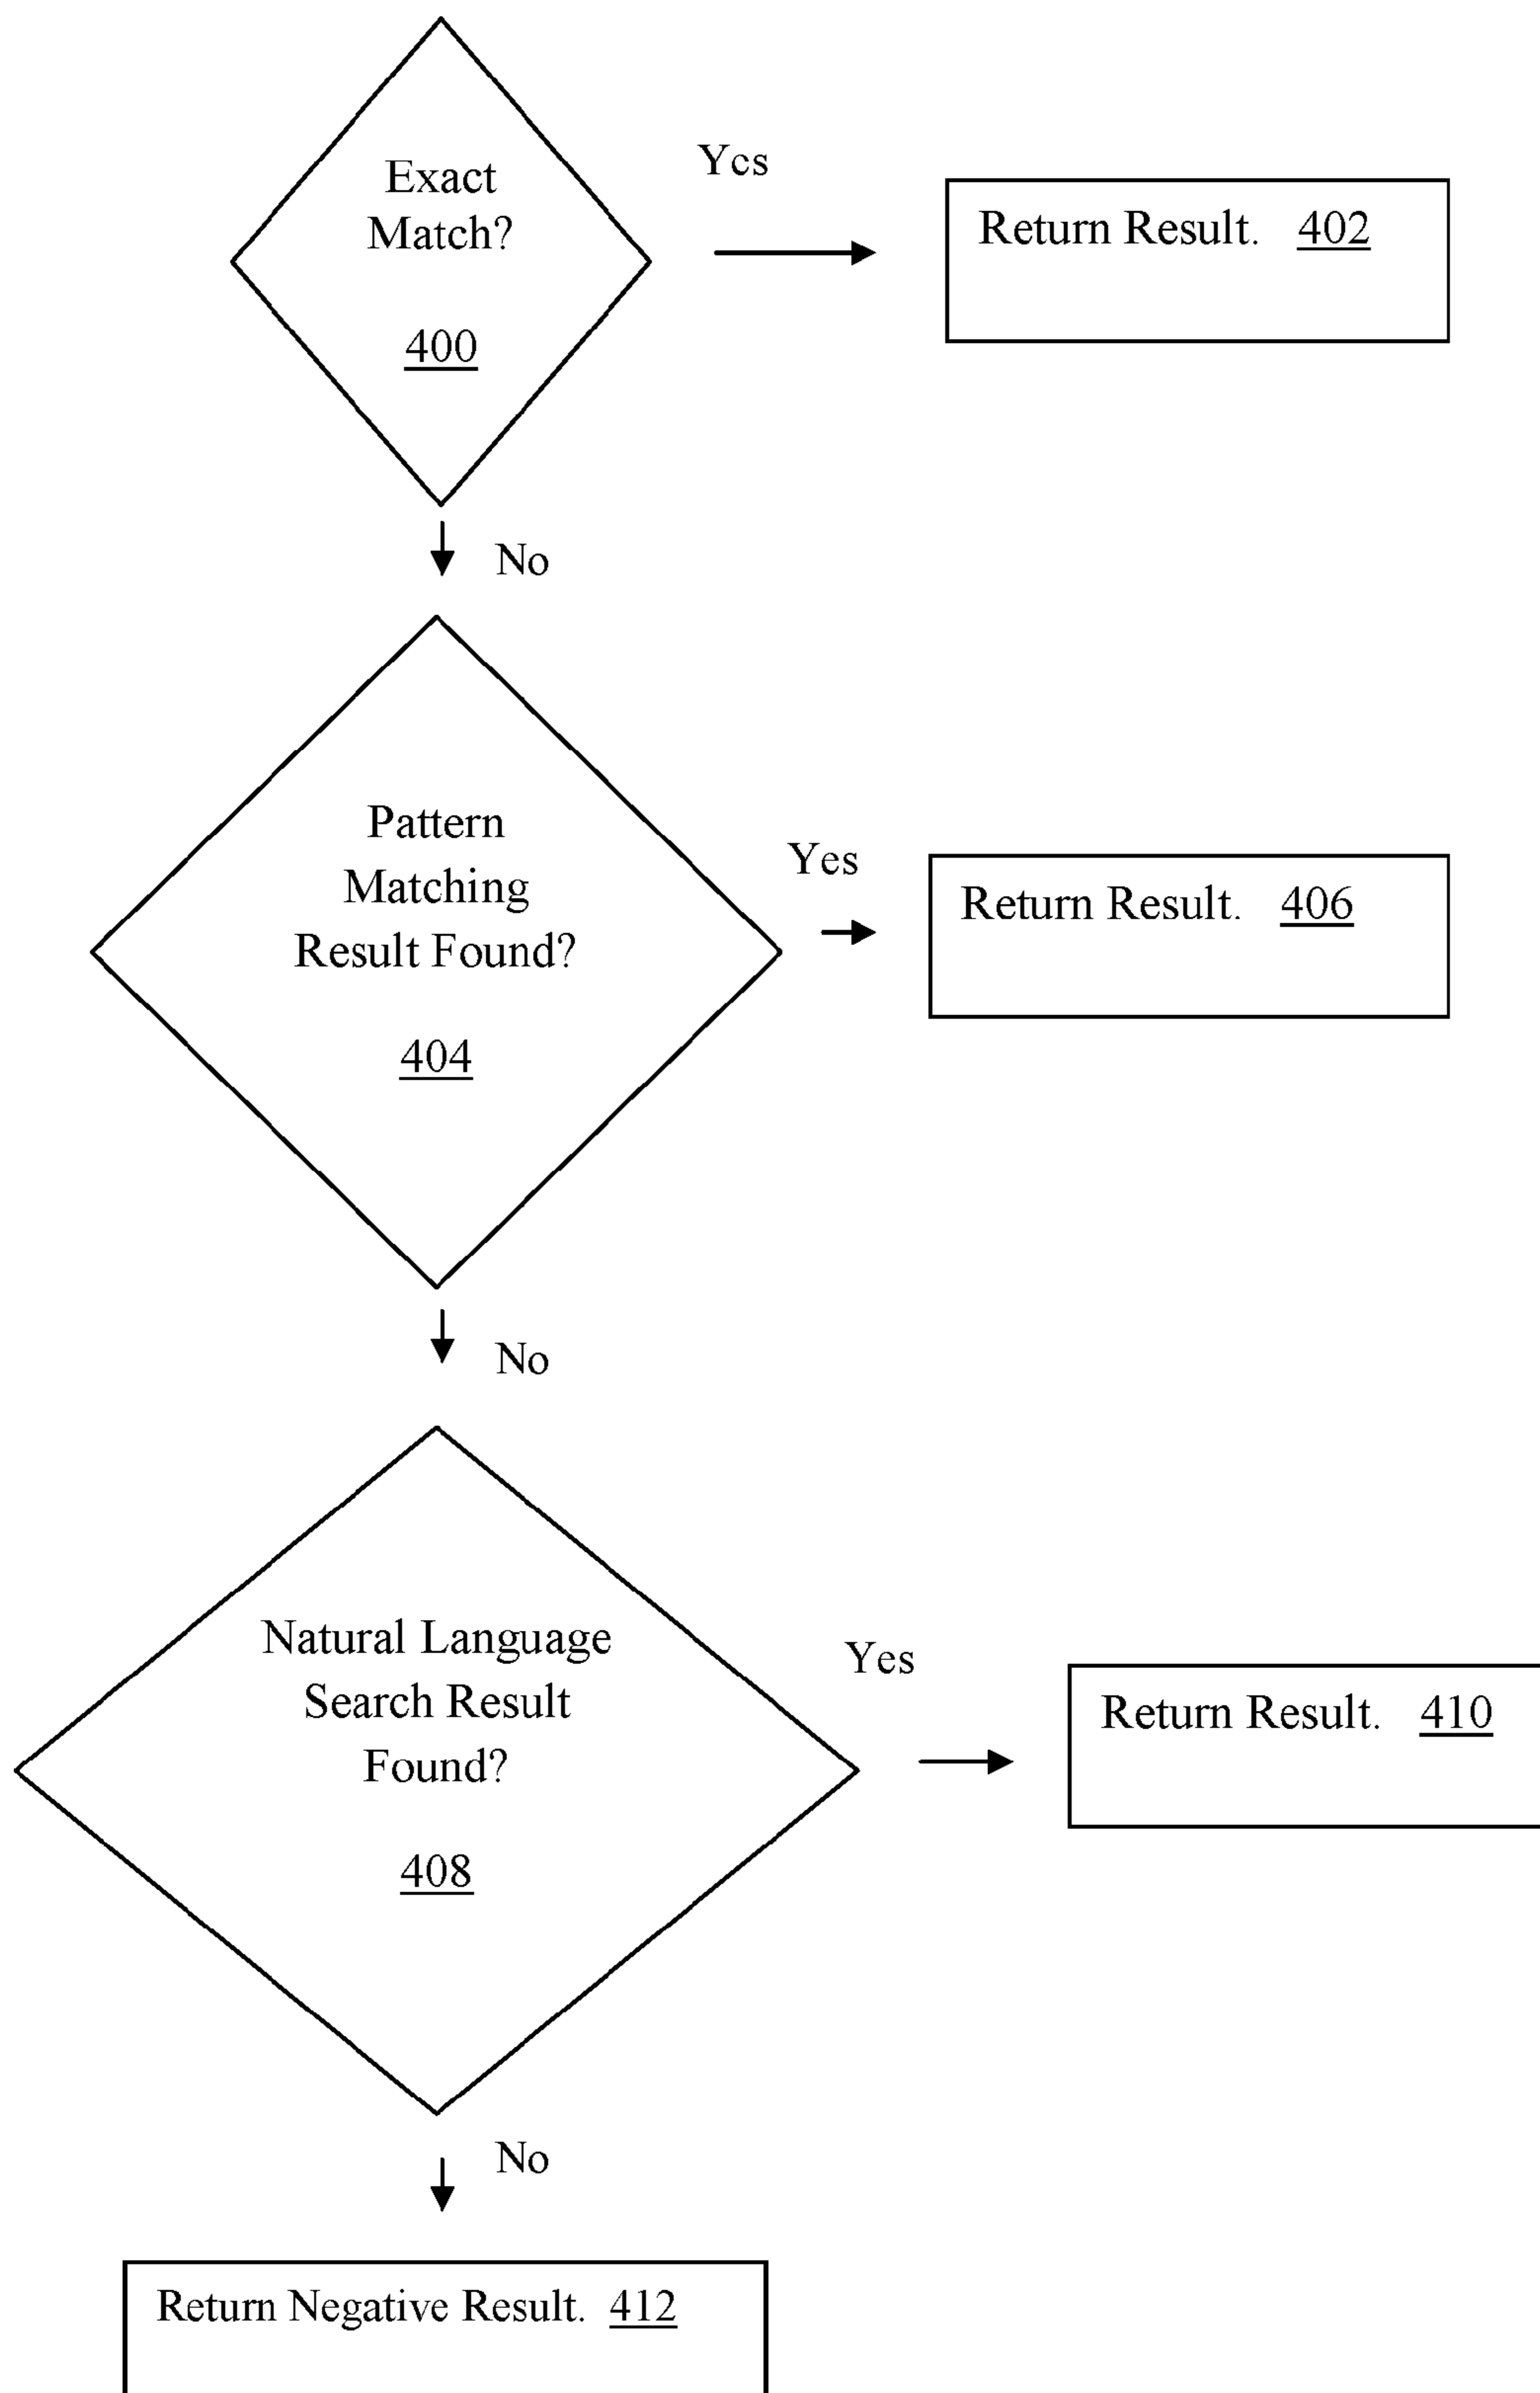 Exact
Match?
400
Yes
Return Result. 402
No
Pattern
Matching
Result Found?
404
Yes
Return Result. 406
No
Natural Language
Search Result
Found?
408
Yes
Return Result. 410
No
Return Negative Result. 412